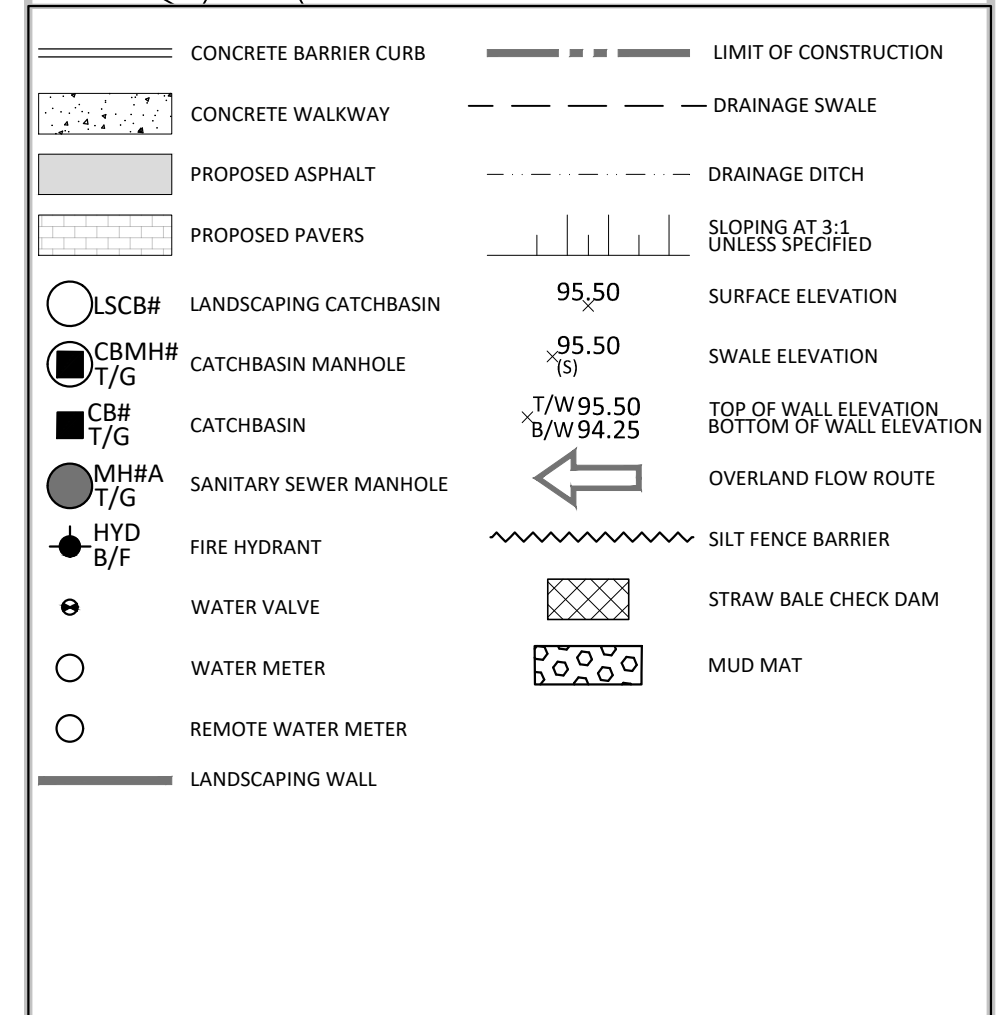 CONCRETE BARRIER CURB
CONCRETE WALKWAY
PROPOSED ASPHALT
PROPOSED PAVERS
LSCB# LANDSCAPING CATCHBASIN
CBMH#
T/G
CATCHBASIN MANHOLE
CB#
T/G
CATCHBASIN
MH#A
T/G
SANITARY SEWER MANHOLE
HYD
B/F
FIRE HYDRANT
WATER VALVE
WATER METER
REMOTE WATER METER
LANDSCAPING WALL
LIMIT OF CONSTRUCTION
DRAINAGE SWALE
DRAINAGE DITCH
SLOPING AT 3:1
UNLESS SPECIFIED
95.50 SURFACE ELEVATION
95.50
(S)
SWALE ELEVATION
T/W 95.50
B/W 94.25
TOP OF WALL ELEVATION
BOTTOM OF WALL ELEVATION
OVERLAND FLOW ROUTE
SILT FENCE BARRIER
STRAW BALE CHECK DAM
MUD MAT